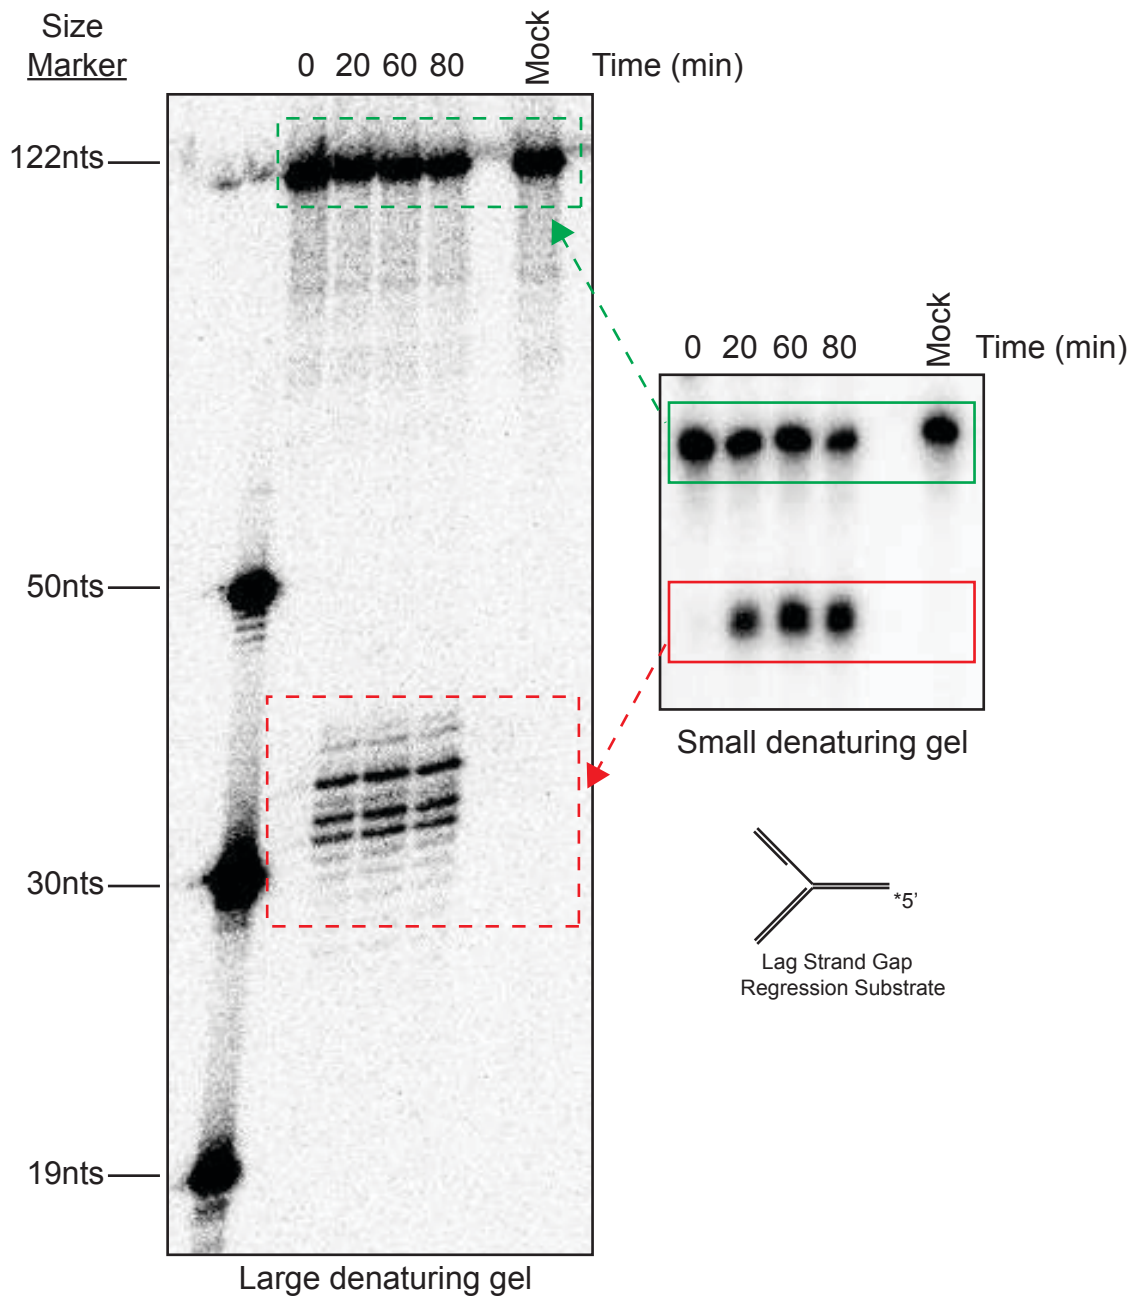 Size
Marker
0 20 60 80 Mock Time (min)
122nts
50nts
30nts
19nts
Large denaturing gel
0 20 60 80 Mock Time (min)
Small denaturing gel
*5'
Lag Strand Gap
Regression Substrate